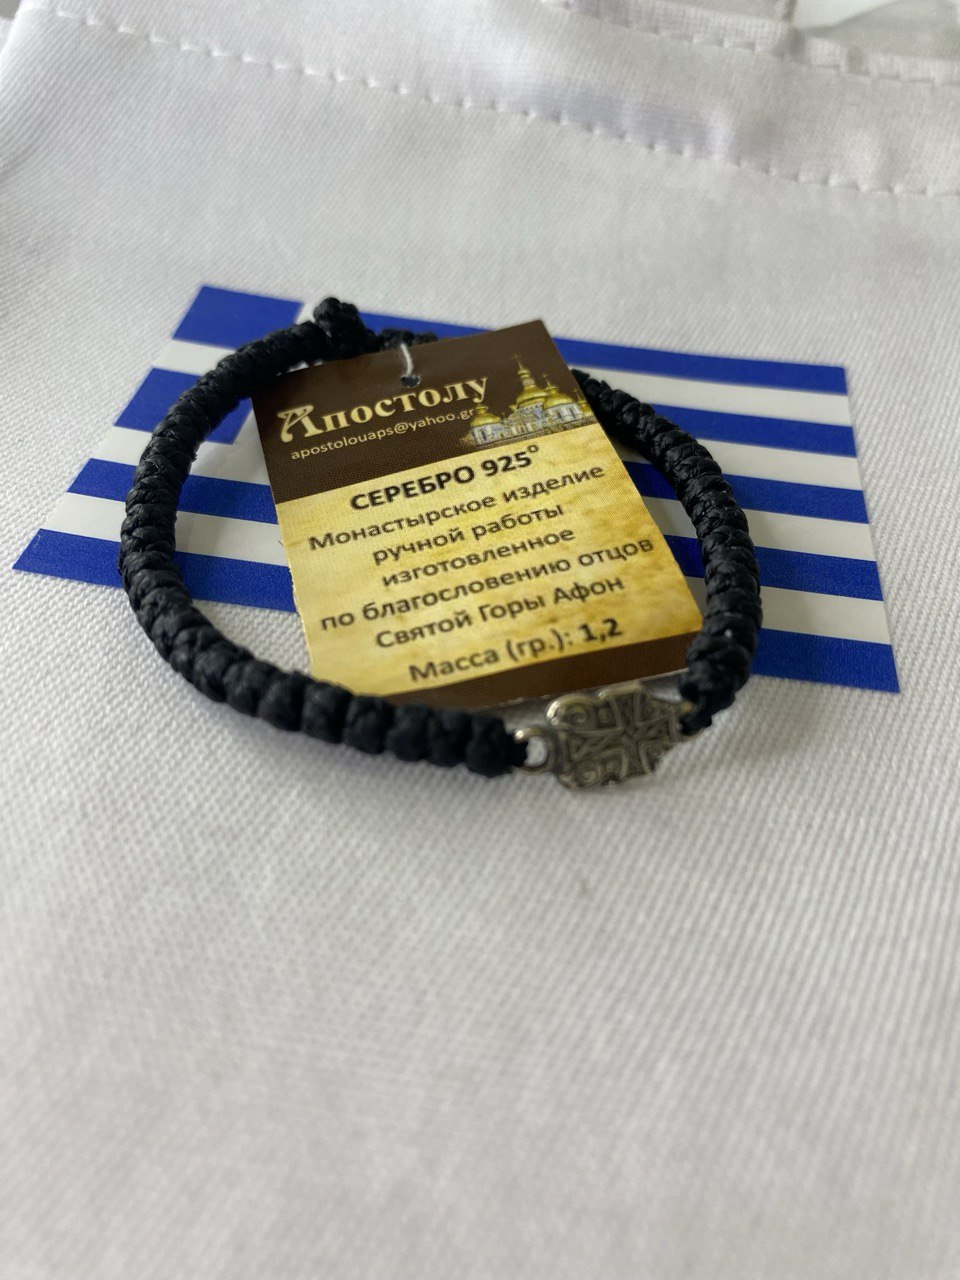 Апостолу
apostolouaps@yahoo.gr
СЕРЕБРО 925°
Монастырское изделие
ручной работы
изготовленное
по благословению отцов
Святой Горы Афон
Масса (гр.): 1,2